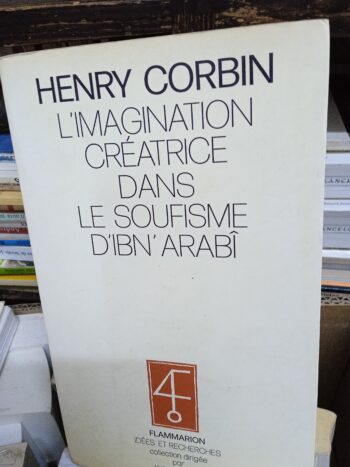 HENRY CORBIN
L'IMAGINATION
CRÉATRICE
DANS
LE SOUFISME
D'IBN' ARABÎ
FLAMMARION
IDÉES ET RECHERCHES
collection dirigée
par